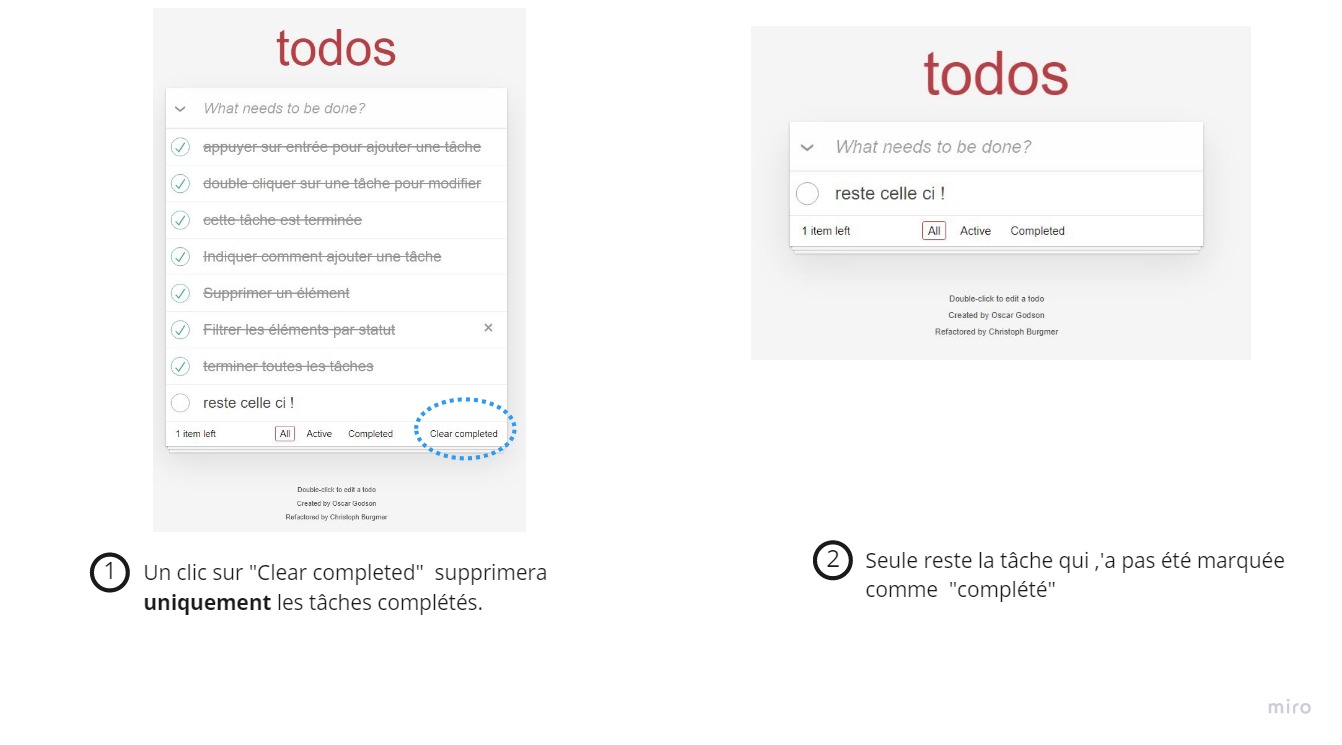 todos
What needs to be done?
appuyer sur entrée pour ajouter une tâche
double cliquer sur une tâche pour modifier
cette tâche est terminée
Indiquer comment ajouter une tâche
Supprimer un élément
Filtrer les éléments par statut
terminer toutes les tâches
reste celle ci !
1 item left All Active Completed Clear completed
Double-click to edit a todo
Created by Oscar Godson
Refactored by Christoph Burgmer
1 Un clic sur "Clear completed" supprimera
uniquement les tâches complétés.
todos
What needs to be done?
reste celle ci !
1 item left All Active Completed
Double-click to edit a todo
Created by Oscar Godson
Refactored by Christoph Burgmer
2 Seule reste la tâche qui ,'a pas été marquée
comme "complété"
miro